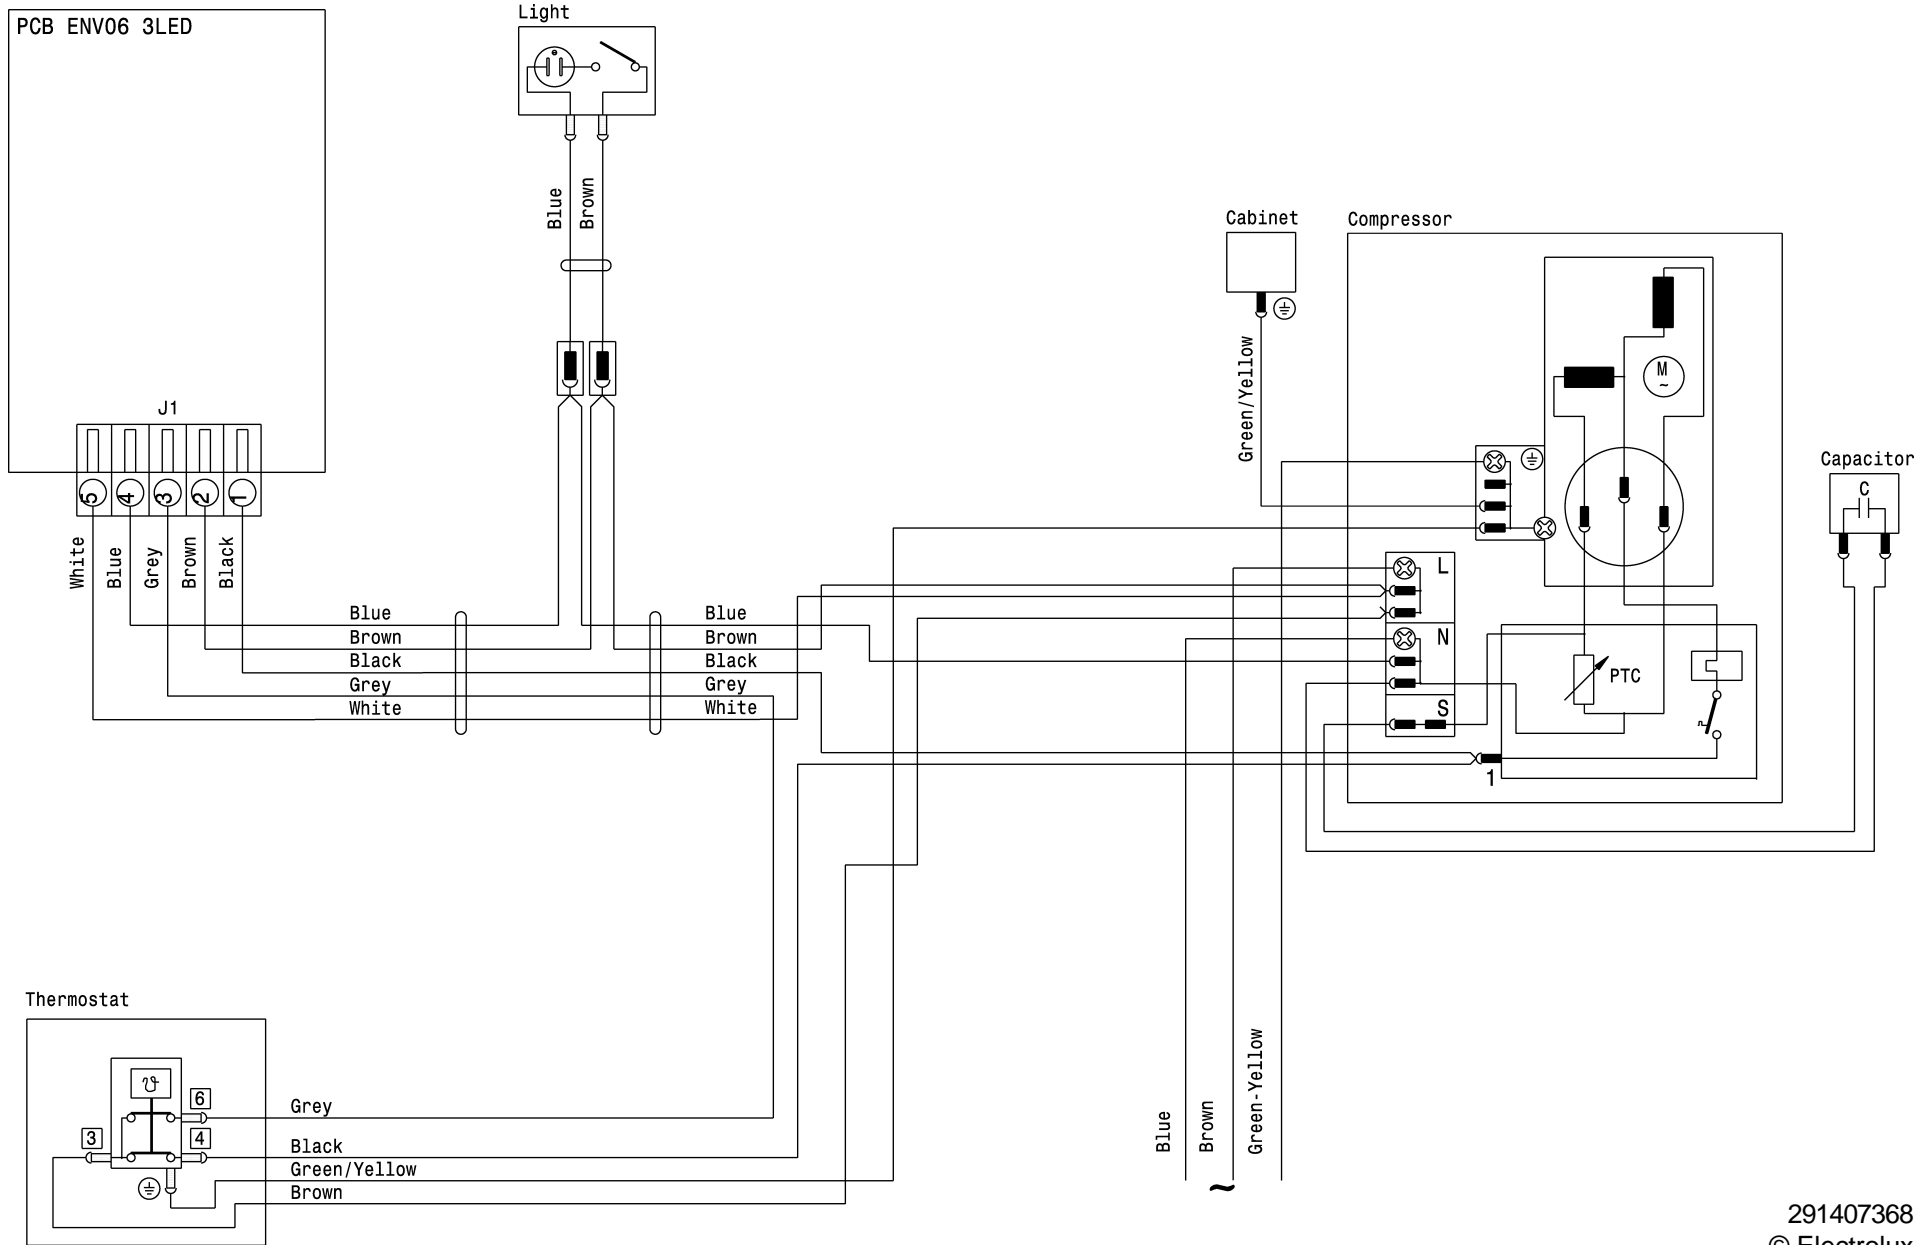 PCB ENV06 3LED
Light
Blue
Brown
J1
5
4
3
2
1
White
Blue
Grey
Brown
Black
Blue
Brown
Black
Grey
White
Blue
Brown
Black
Grey
White
Cabinet
Green/Yellow
Compressor
M
~
L
N
S
PTC
1
Capacitor
C
Thermostat
ϑ
6
3
4
Grey
Black
Green/Yellow
Brown
Blue
Brown
Green-Yellow
~
291407368
© Electrolux